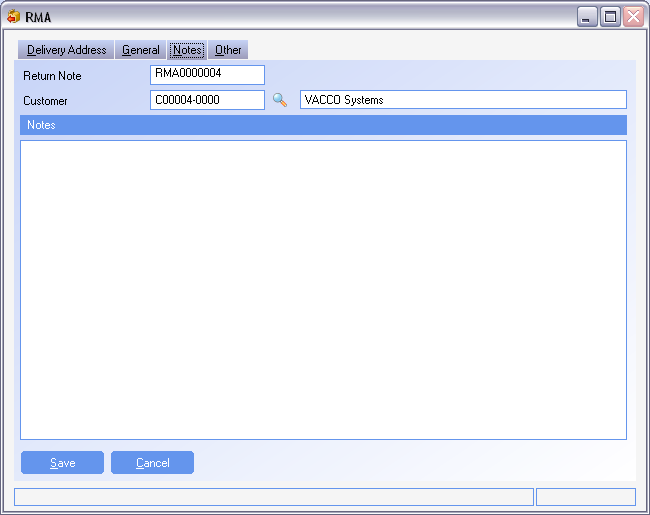 RMA
Delivery Address General Notes Other
Return Note RMA0000004
Customer C00004-0000 VACCO Systems
Notes
Save Cancel